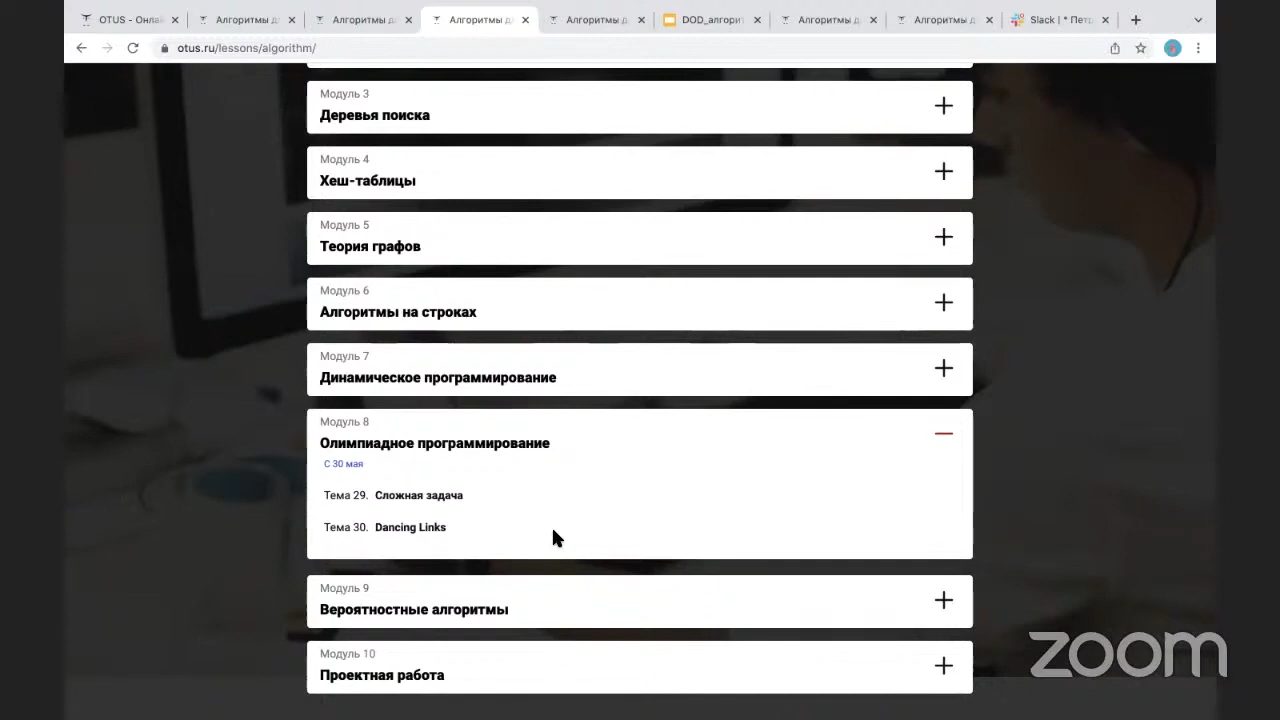 OTUS - Онлай
Алгоритмы д
Алгоритмы д
Алгоритмы д
Алгоритмы д
DOD_алгорит
Алгоритмы д
Алгоритмы д
Slack | * Петр
otus.ru/lessons/algorithm/
Модуль 3
Деревья поиска
Модуль 4
Хеш-таблицы
Модуль 5
Теория графов
Модуль 6
Алгоритмы на строках
Модуль 7
Динамическое программирование
Модуль 8
Олимпиадное программирование
С 30 мая
Тема 29. Сложная задача
Тема 30. Dancing Links
Модуль 9
Вероятностные алгоритмы
Модуль 10
Проектная работа
zoom